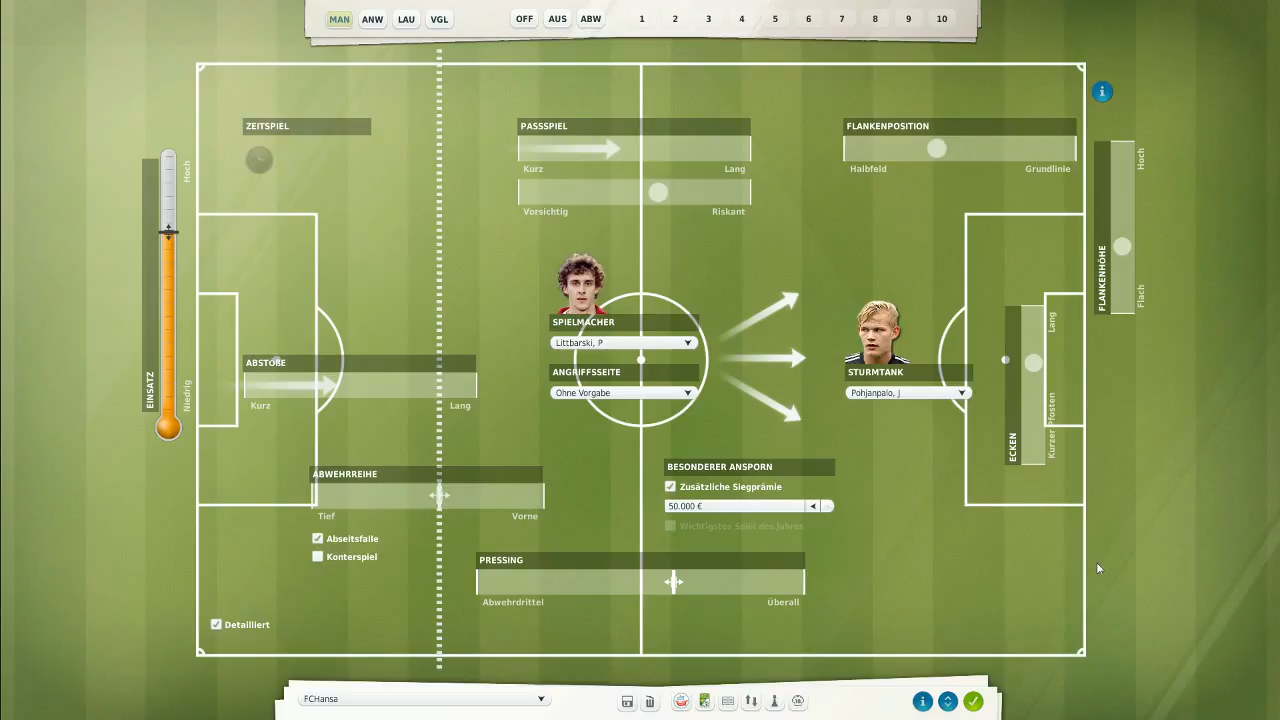 MAN ANW LAU VGL OFF AUS ABW 1 2 3 4 5 6 7 8 9 10
ZEITSPIEL
PASSSPIEL
Kurz Lang
Vorsichtig Riskant
FLANKENPOSITION
Halbfeld Grundlinie
EINSATZ
Hoch
Niedrig
FLANKENHÖHE
Hoch
Flach
SPIELMACHER
Littbarski, P
ANGRIFFSSEITE
Ohne Vorgabe
STURMTANK
Pohjanpalo, J
ABSTÖßE
Kurz Lang
ECKEN
Lang
Kurzer Pfosten
ABWEHRREIHE
Tief Vorne
Abseitsfalle
Konterspiel
BESONDERER ANSPORN
Zusätzliche Siegprämie
50.000 €
Wichtigstes Spiel des Jahres
PRESSING
Abwehrdrittel Überall
Detailliert
FCHansa